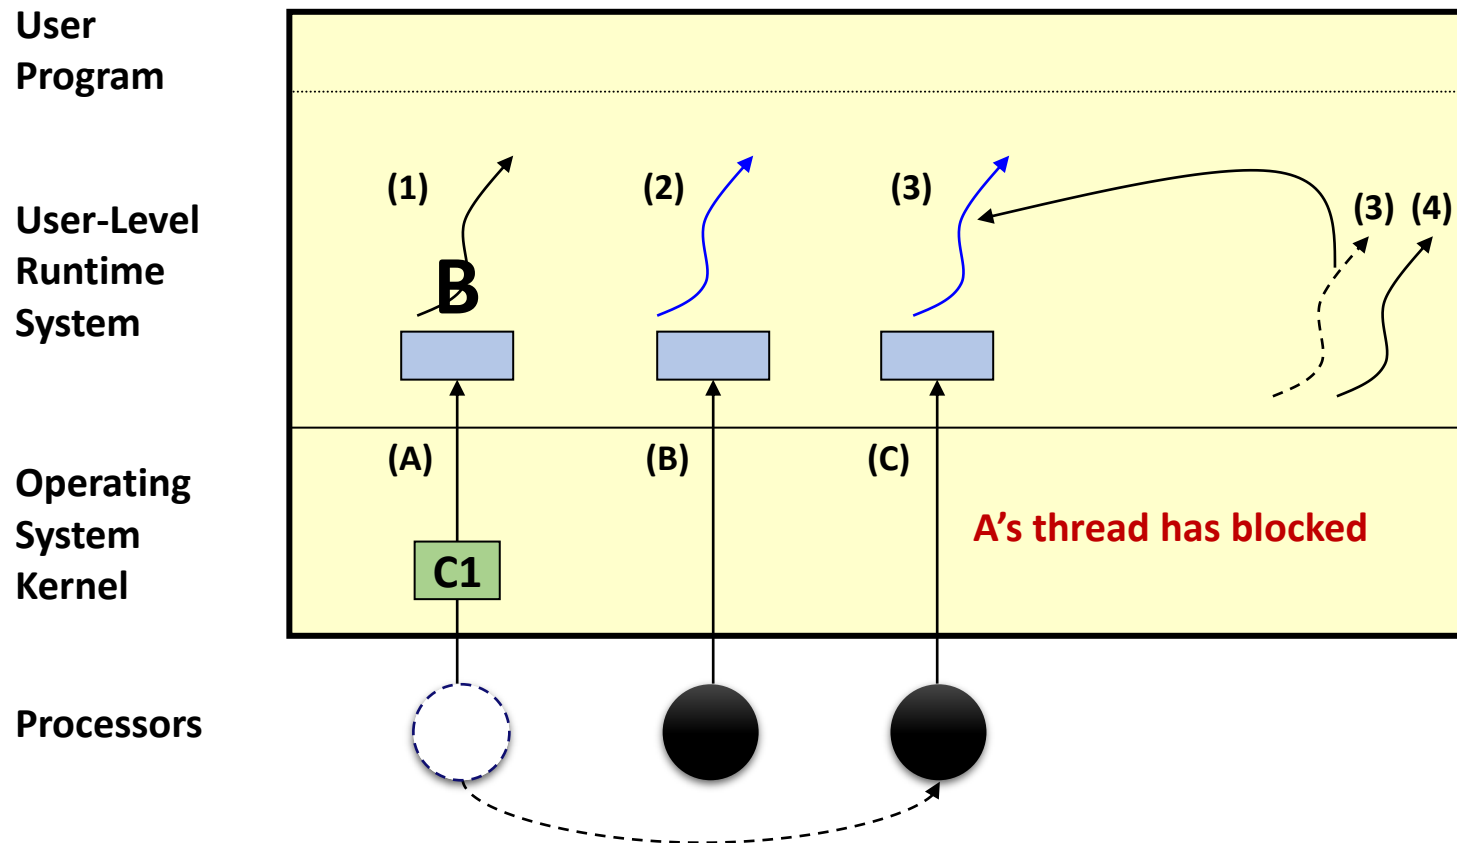 User
Program
(1)
(2)
(3)
(3) (4)
User-Level
Runtime
System
B
(A)
(B)
(C)
Operating
System
Kernel
A’s thread has blocked
C1
Processors